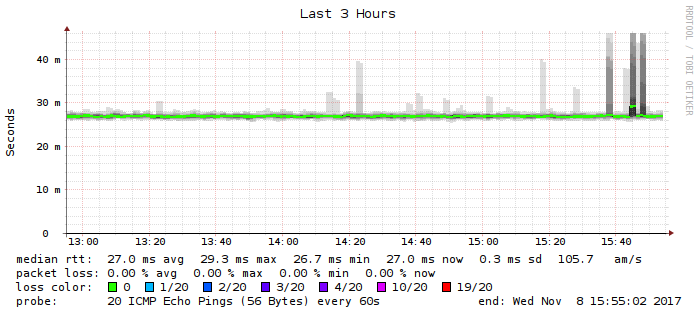 Last 3 Hours
RRDTOOL / TOBI OETIKER
Seconds
40 m
30 m
20 m
10 m
0
13:00 13:20 13:40 14:00 14:20 14:40 15:00 15:20 15:40
median rtt: 27.0 ms avg 29.3 ms max 26.7 ms min 27.0 ms now 0.3 ms sd 105.7 am/s
packet loss: 0.00 % avg 0.00 % max 0.00 % min 0.00 % now
loss color: 0 1/20 2/20 3/20 4/20 10/20 19/20
probe: 20 ICMP Echo Pings (56 Bytes) every 60s end: Wed Nov 8 15:55:02 2017